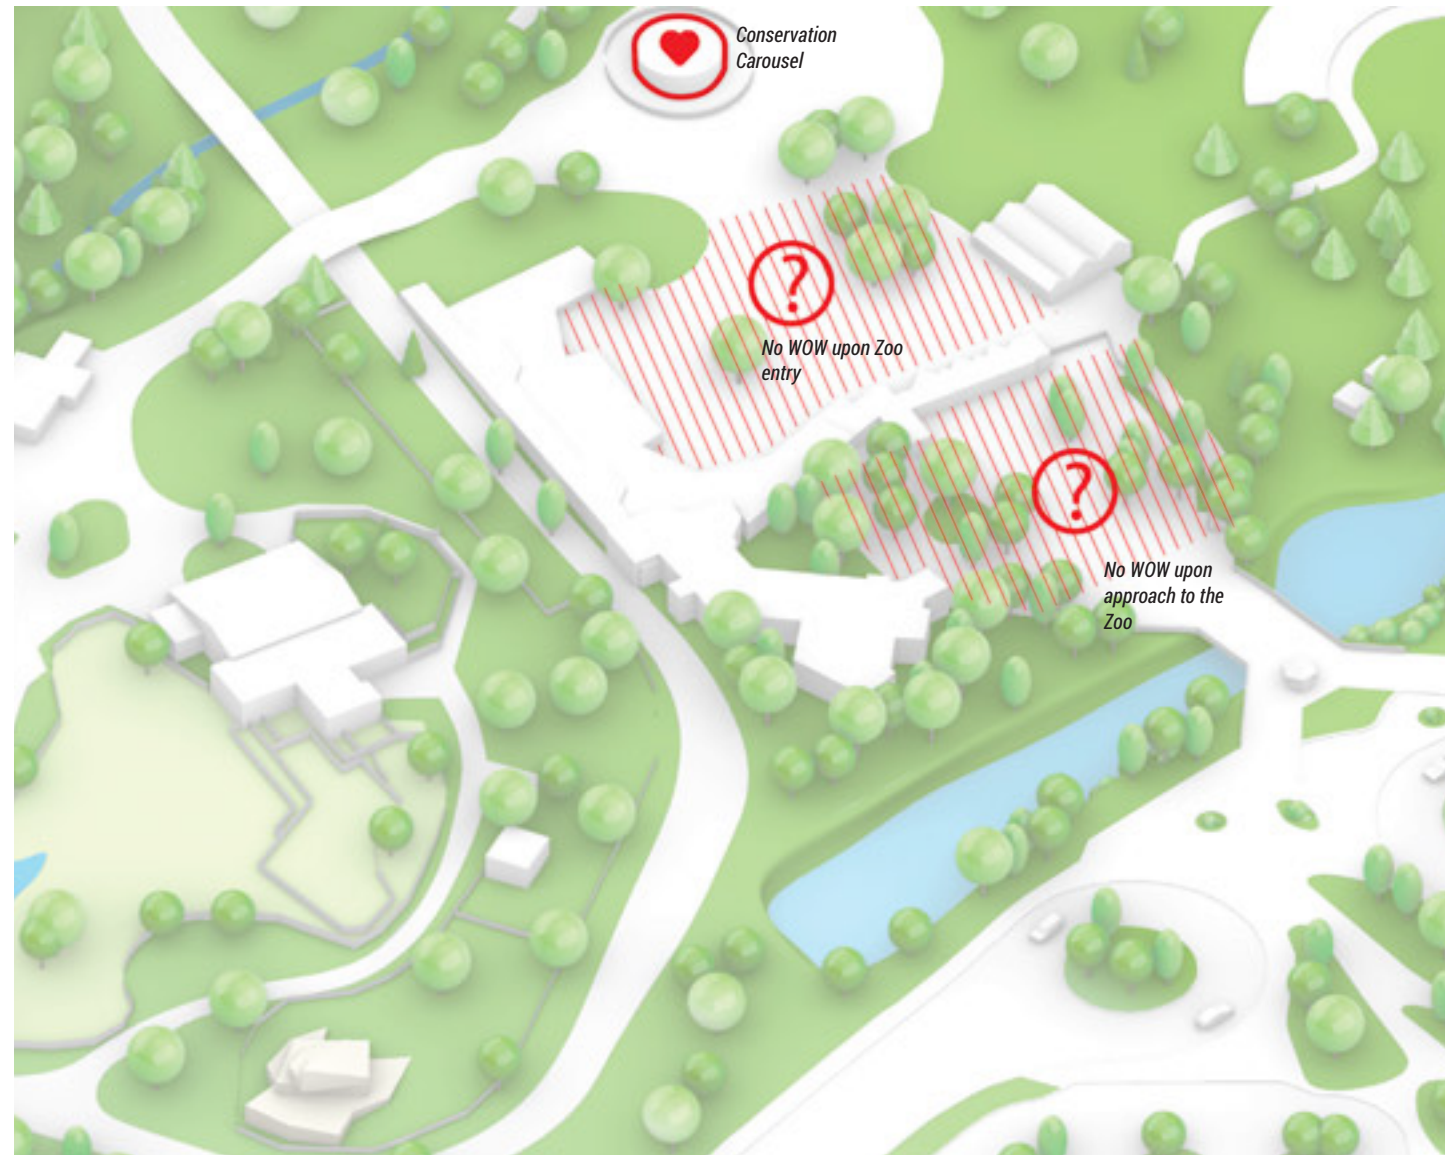 Conservation
Carousel
?
No WOW upon Zoo
entry
?
No WOW upon
approach to the
Zoo